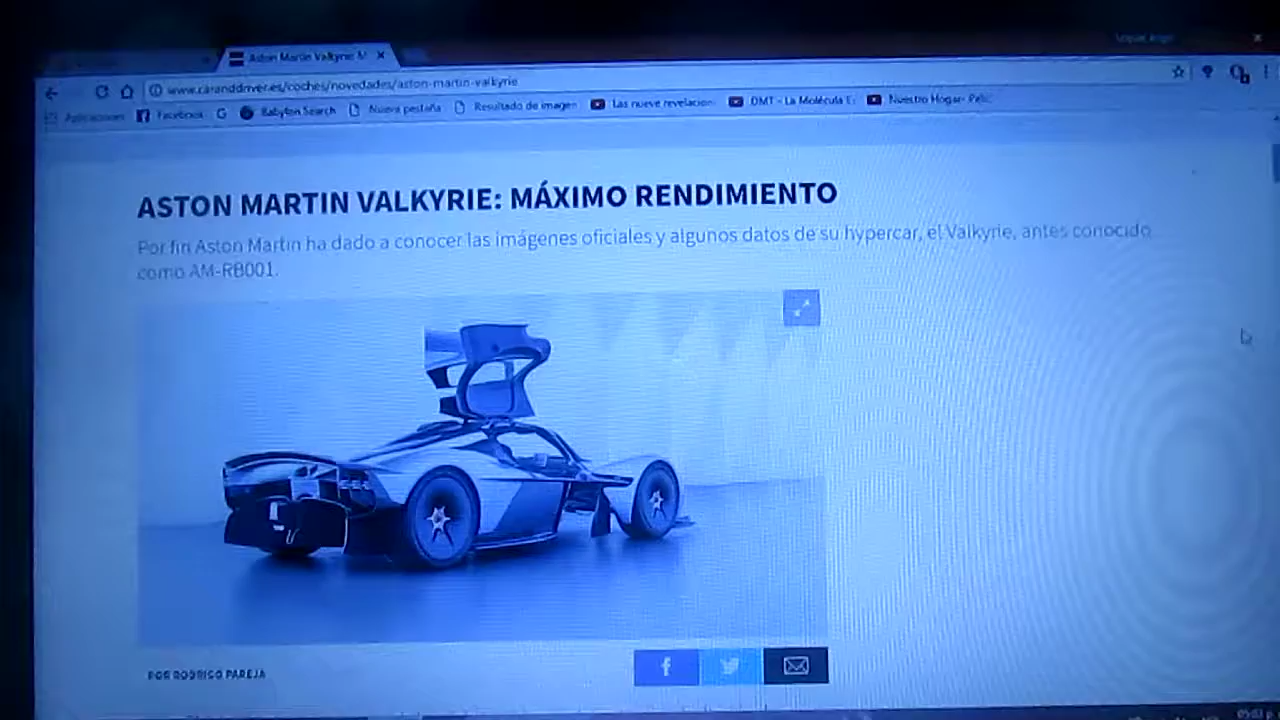 Aston Martin Valkyrie: M
www.caranddriver.es/coches/novedades/aston-martin-valkyrie
Aplicaciones Facebook G Babylon Search Nueva pestaña Resultado de imagen Las nueve revelacion DMT - La Molécula E Nuestro Hogar- Pelíc
ASTON MARTIN VALKYRIE: MÁXIMO RENDIMIENTO
Por fin Aston Martin ha dado a conocer las imágenes oficiales y algunos datos de su hypercar, el Valkyrie, antes conocido
como AM-RB001.
f
POR RODRIGO PAREJA